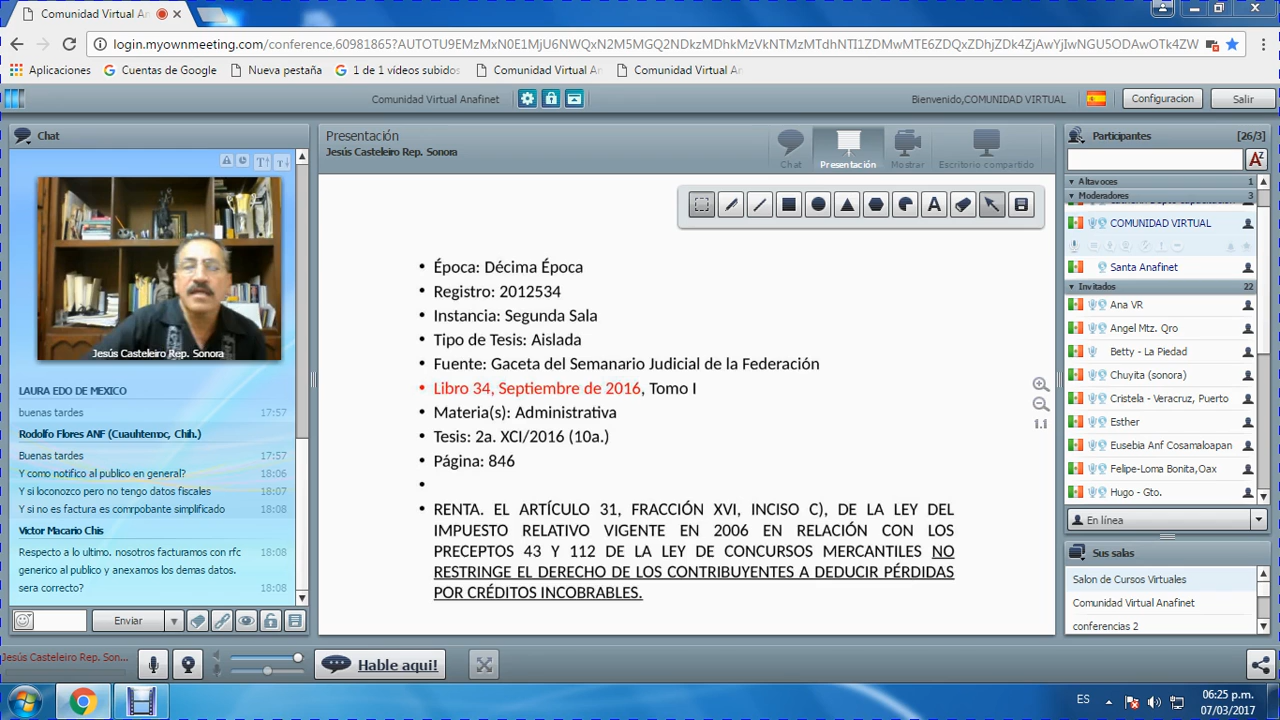 Comunidad Virtual An
login.myownmeeting.com/conference,60981865?AUTOTU9EMzMxN0E1MjU6NWQxN2M5MGQ2NDkzMDhkMzVkNTMzMTdhNTI1ZDMwMTE6ZDQxZDhjZDk4ZjAwYjIwNGU5ODAwOTk4ZW
Aplicaciones
Cuentas de Google
Nueva pestaña
1 de 1 vídeos subidos
Comunidad Virtual An
Comunidad Virtual An
Comunidad Virtual Anafinet
Bienvenido,COMUNIDAD VIRTUAL
Configuracion
Salir
Chat
Jesús Casteleiro Rep. Sonora
LAURA EDO DE MEXICO
buenas tardes 17:57
Rodolfo Flores ANF (Cuauhtemoc, Chih.)
Buenas tardes 17:57
Y como notifico al publico en general? 18:06
Y si loconozco pero no tengo datos fiscales 18:07
Y si no es factura es comrpobante simplificado 18:08
Victor Macario Chis
Respecto a lo ultimo. nosotros facturamos con rfc 18:08
generico al publico y anexamos los demas datos.
sera correcto? 18:08
Enviar
Presentación
Jesús Casteleiro Rep. Sonora
Chat
Presentación
Mostrar
Escritorio compartido
• Época: Décima Época
• Registro: 2012534
• Instancia: Segunda Sala
• Tipo de Tesis: Aislada
• Fuente: Gaceta del Semanario Judicial de la Federación
• Libro 34, Septiembre de 2016, Tomo I
• Materia(s): Administrativa
• Tesis: 2a. XCI/2016 (10a.)
• Página: 846
•
• RENTA. EL ARTÍCULO 31, FRACCIÓN XVI, INCISO C), DE LA LEY DEL
IMPUESTO RELATIVO VIGENTE EN 2006 EN RELACIÓN CON LOS
PRECEPTOS 43 Y 112 DE LA LEY DE CONCURSOS MERCANTILES NO
RESTRINGE EL DERECHO DE LOS CONTRIBUYENTES A DEDUCIR PÉRDIDAS
POR CRÉDITOS INCOBRABLES.
1.1
Participantes [26/3]
Altavoces 1
Moderadores 3
COMUNIDAD VIRTUAL
Santa Anafinet
Invitados 22
Ana VR
Angel Mtz. Qro
Betty - La Piedad
Chuyita (sonora)
Cristela - Veracruz, Puerto
Esther
Eusebia Anf Cosamaloapan
Felipe-Loma Bonita,Oax
Hugo - Gto.
En línea
Sus salas
Salon de Cursos Virtuales
Comunidad Virtual Anafinet
conferencias 2
Jesús Casteleiro Rep. Son...
Hable aqui!
ES
06:25 p.m.
07/03/2017